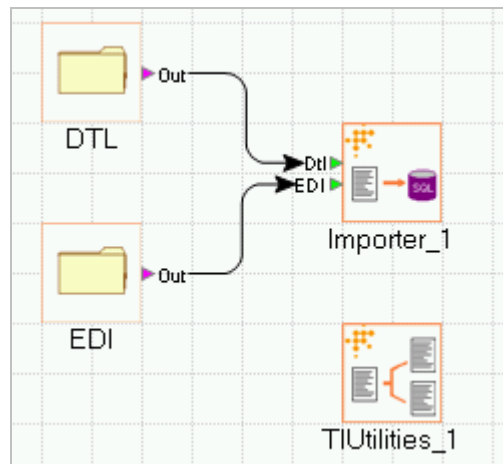 Out
DTL
Dtl
EDI
SQL
Importer_1
Out
EDI
TIUtilities_1